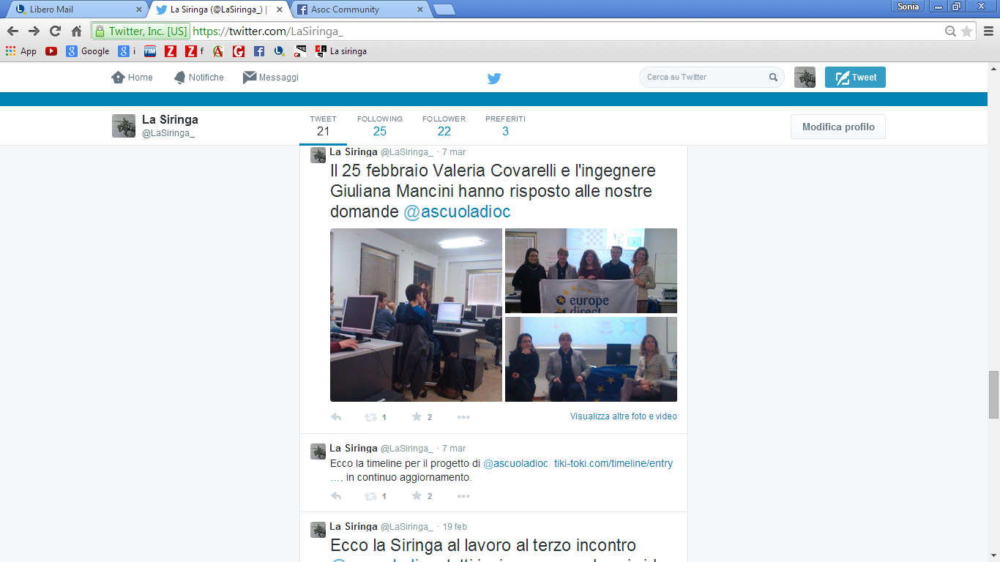 Libero Mail
La Siringa (@LaSiringa_) | T
Asoc Community
Sonia
Twitter, Inc. [US] https://twitter.com/LaSiringa_
App Google i TIM Z Z f A G La siringa
Home Notifiche Messaggi Cerca su Twitter Tweet
La Siringa
@LaSiringa_
TWEET FOLLOWING FOLLOWER PREFERITI
21 25 22 3
Modifica profilo
La Siringa @LaSiringa_ · 7 mar
Il 25 febbraio Valeria Covarelli e l'ingegnere
Giuliana Mancini hanno risposto alle nostre
domande @ascuoladioc
europe
direct
1 2 Visualizza altre foto e video
La Siringa @LaSiringa_ · 7 mar
Ecco la timeline per il progetto di @ascuoladioc tiki-toki.com/timeline/entry
…, in continuo aggiornamento.
1 2
La Siringa @LaSiringa_ · 19 feb
Ecco la Siringa al lavoro al terzo incontro